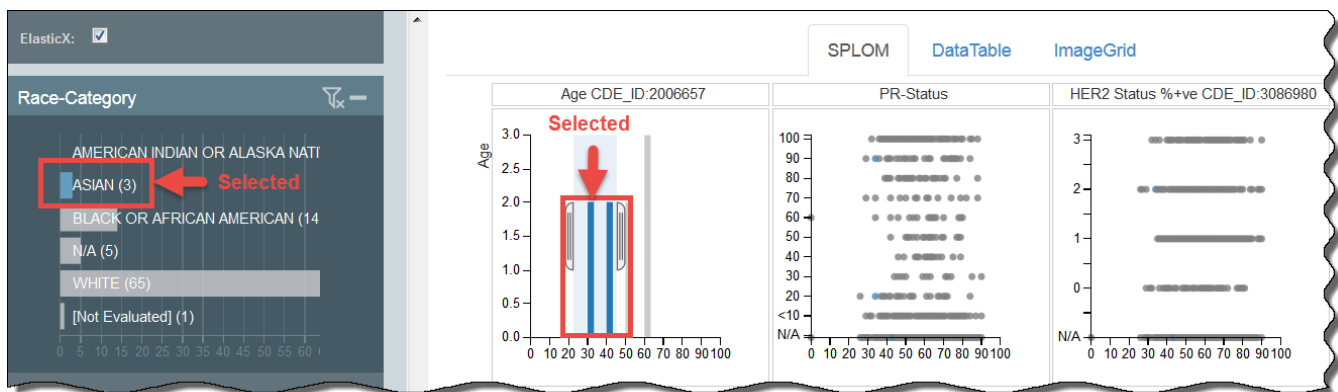 ElasticX:
Race-Category
AMERICAN INDIAN OR ALASKA NATI
ASIAN (3)
Selected
BLACK OR AFRICAN AMERICAN (14
N/A (5)
WHITE (65)
[Not Evaluated] (1)
0 5 10 15 20 25 30 35 40 45 50 55 60
SPLOM DataTable ImageGrid
Age CDE_ID:2006657
Selected
Age
3.0
2.5
2.0
1.5
1.0
0.5
0.0
0 10 20 30 40 50 60 70 80 90 100
PR-Status
100
90
80
70
60
50
40
30
20
<10
N/A
0 10 20 30 40 50 60 70 80 90 100
HER2 Status %+ve CDE_ID:3086980
3
2
1
0
N/A
0 10 20 30 40 50 60 70 80 90 100